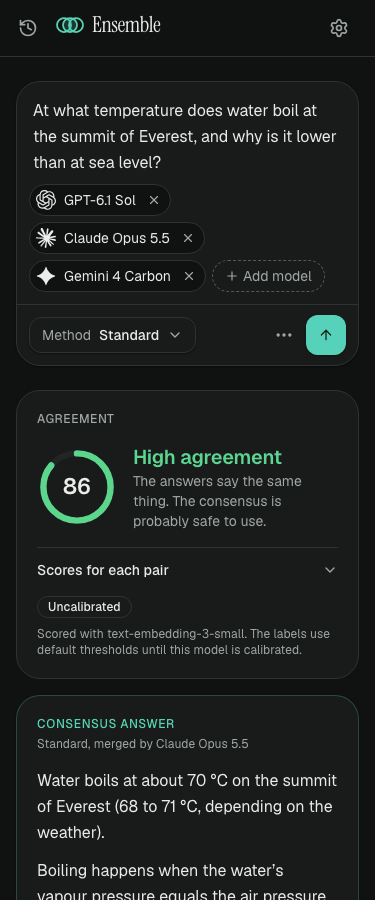 Ensemble
At what temperature does water boil at
the summit of Everest, and why is it lower
than at sea level?
GPT-6.1 Sol
Claude Opus 5.5
Gemini 4 Carbon
Add model
Method Standard
AGREEMENT
86
High agreement
The answers say the same
thing. The consensus is
probably safe to use.
Scores for each pair
Uncalibrated
Scored with text-embedding-3-small. The labels use
default thresholds until this model is calibrated.
CONSENSUS ANSWER
Standard, merged by Claude Opus 5.5
Water boils at about 70 °C on the summit
of Everest (68 to 71 °C, depending on the
weather).
Boiling happens when the water’s
vapour pressure equals the air pressure